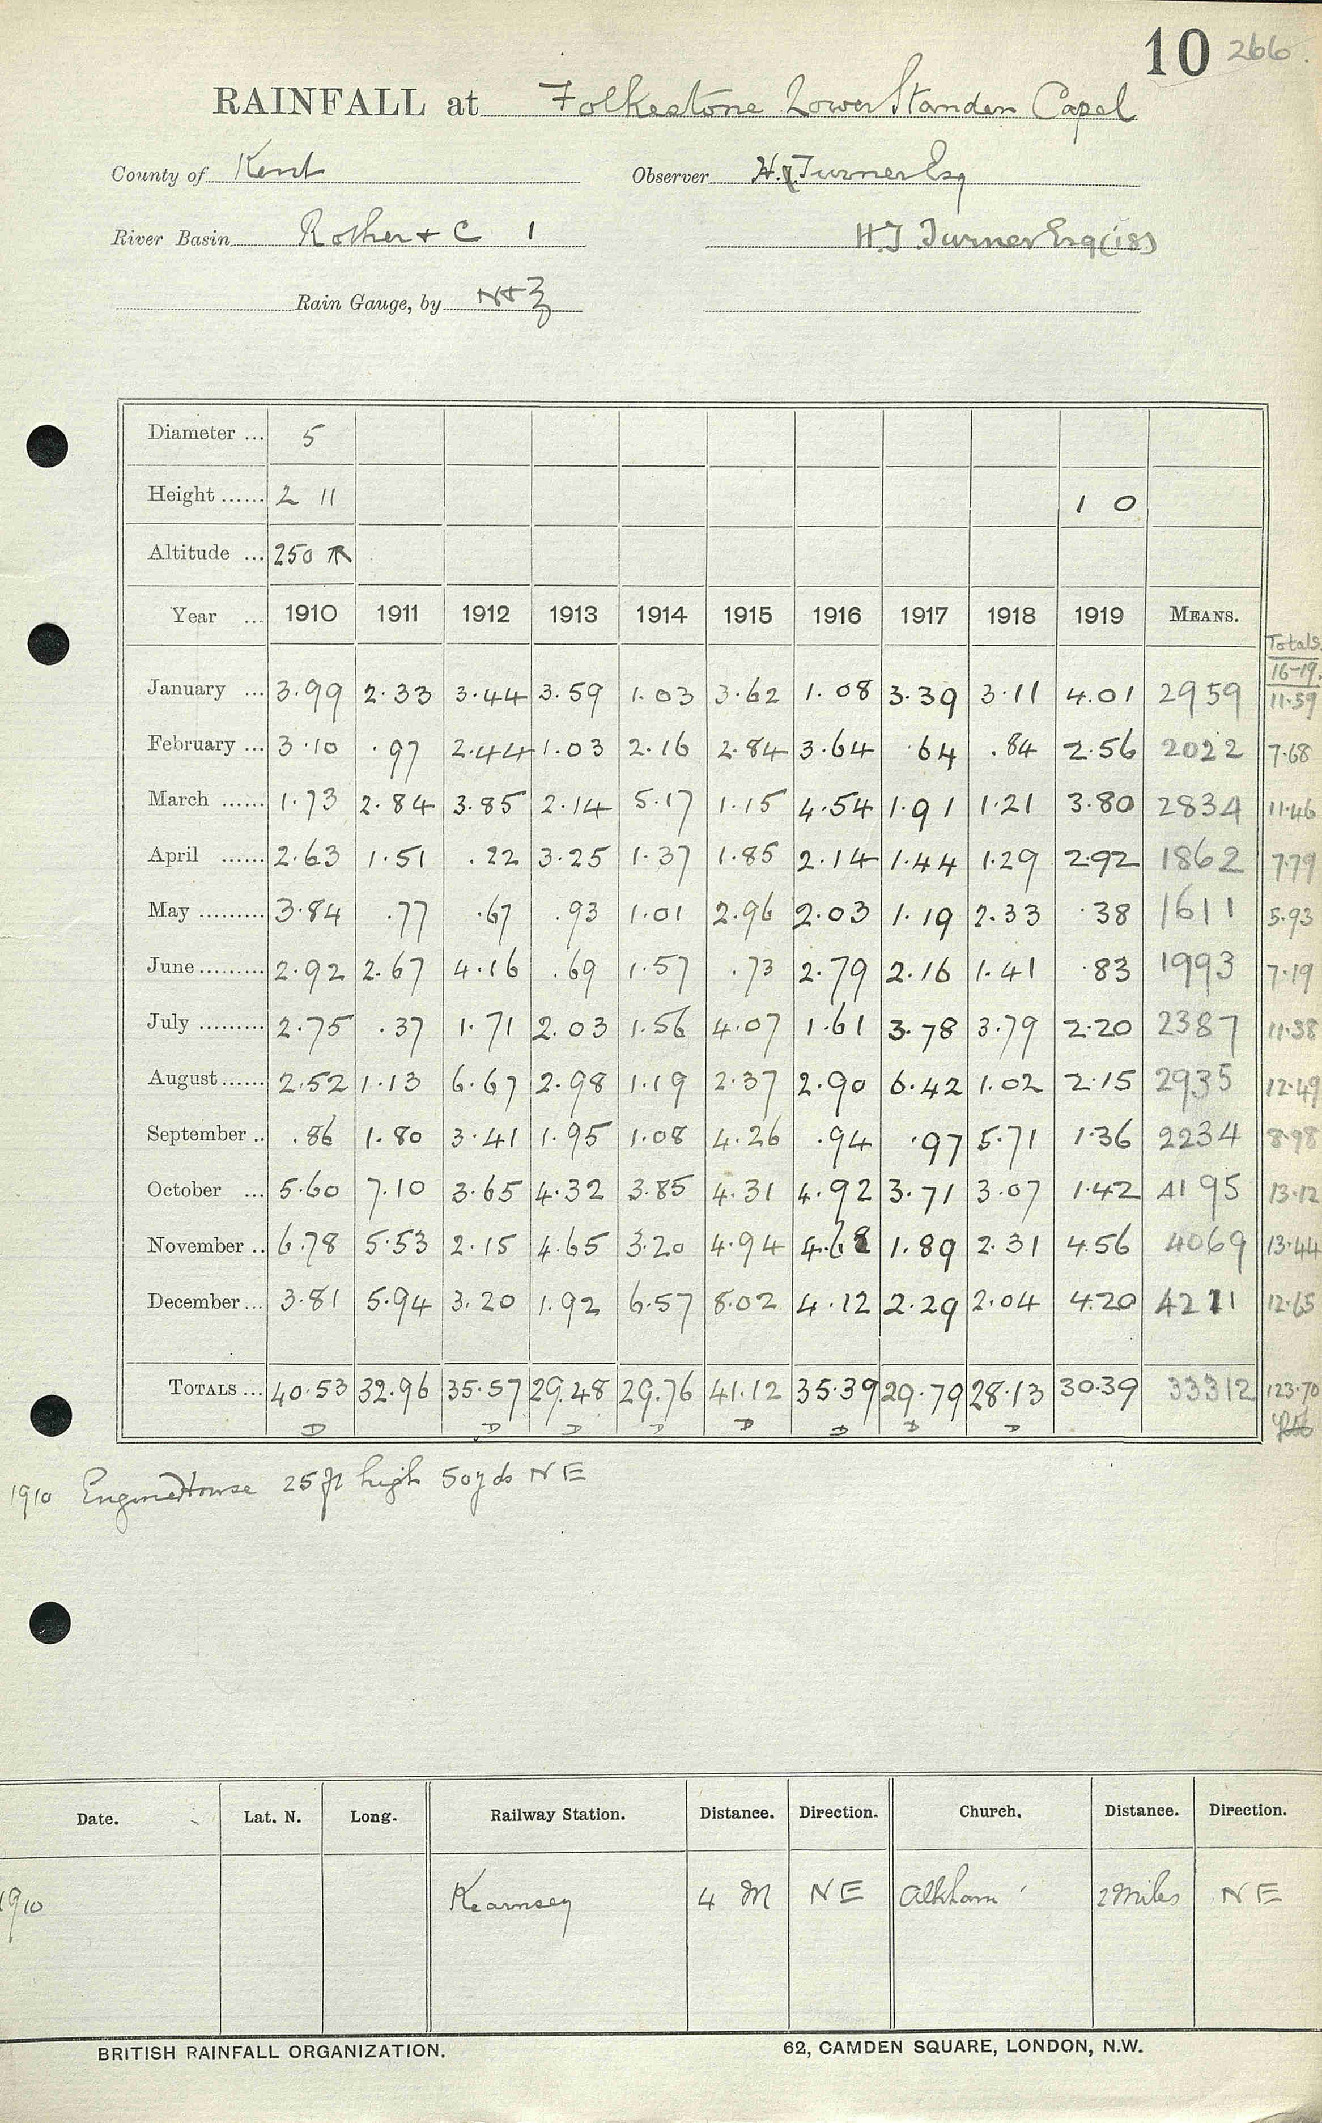 10 266.
RAINFALL at Folkestone Lower Standen Capel
County of Kent Observer H. Turner Esq
River Basin Rother + C 1 H.J. Turner Esq (18)
Rain Gauge, by N+Z
Diameter ... 5
Height ...... 2 11 1 0
Altitude ... 250
Year ... 1910 1911 1912 1913 1914 1915 1916 1917 1918 1919 MEANS. Totals 16-19.
January ... 3.99 2.33 3.44 3.59 1.03 3.62 1.08 3.39 3.11 4.01 2959 11.59
February ... 3.10 .97 2.44 1.03 2.16 2.84 3.64 .64 .84 2.56 2022 7.68
March ...... 1.73 2.84 3.85 2.14 5.17 1.15 4.54 1.91 1.21 3.80 2834 11.46
April ...... 2.63 1.51 .22 3.25 1.37 1.85 2.14 1.44 1.29 2.92 1862 7.79
May ......... 3.84 .77 .67 .93 1.01 2.96 2.03 1.19 2.33 .38 1611 5.93
June ......... 2.92 2.67 4.16 .69 1.57 .73 2.79 2.16 1.41 .83 1993 7.19
July ......... 2.75 .37 1.71 2.03 1.56 4.07 1.61 3.78 3.79 2.20 2387 11.38
August ...... 2.52 1.13 6.67 2.98 1.19 2.37 2.90 6.42 1.02 2.15 2935 12.49
September .. .86 1.80 3.41 1.95 1.08 4.26 .94 .97 5.71 1.36 2234 8.98
October ... 5.60 7.10 3.65 4.32 3.85 4.31 4.92 3.71 3.07 1.42 4195 13.12
November .. 6.78 5.53 2.15 4.65 3.20 4.94 4.68 1.89 2.31 4.56 4069 13.44
December ... 3.81 5.94 3.20 1.92 6.57 8.02 4.12 2.29 2.04 4.20 4211 12.65
TOTALS ... 40.53 32.96 35.57 29.48 29.76 41.12 35.39 29.79 28.13 30.39 33312 123.70
D D D D D D D D
1910 Engine House 25 ft high 50 yds NE
Date. Lat. N. Long. Railway Station. Distance. Direction. Church. Distance. Direction.
1910 Kearnsey 4 M NE Alkham 2 Miles NE
BRITISH RAINFALL ORGANIZATION. 62, CAMDEN SQUARE, LONDON, N.W.